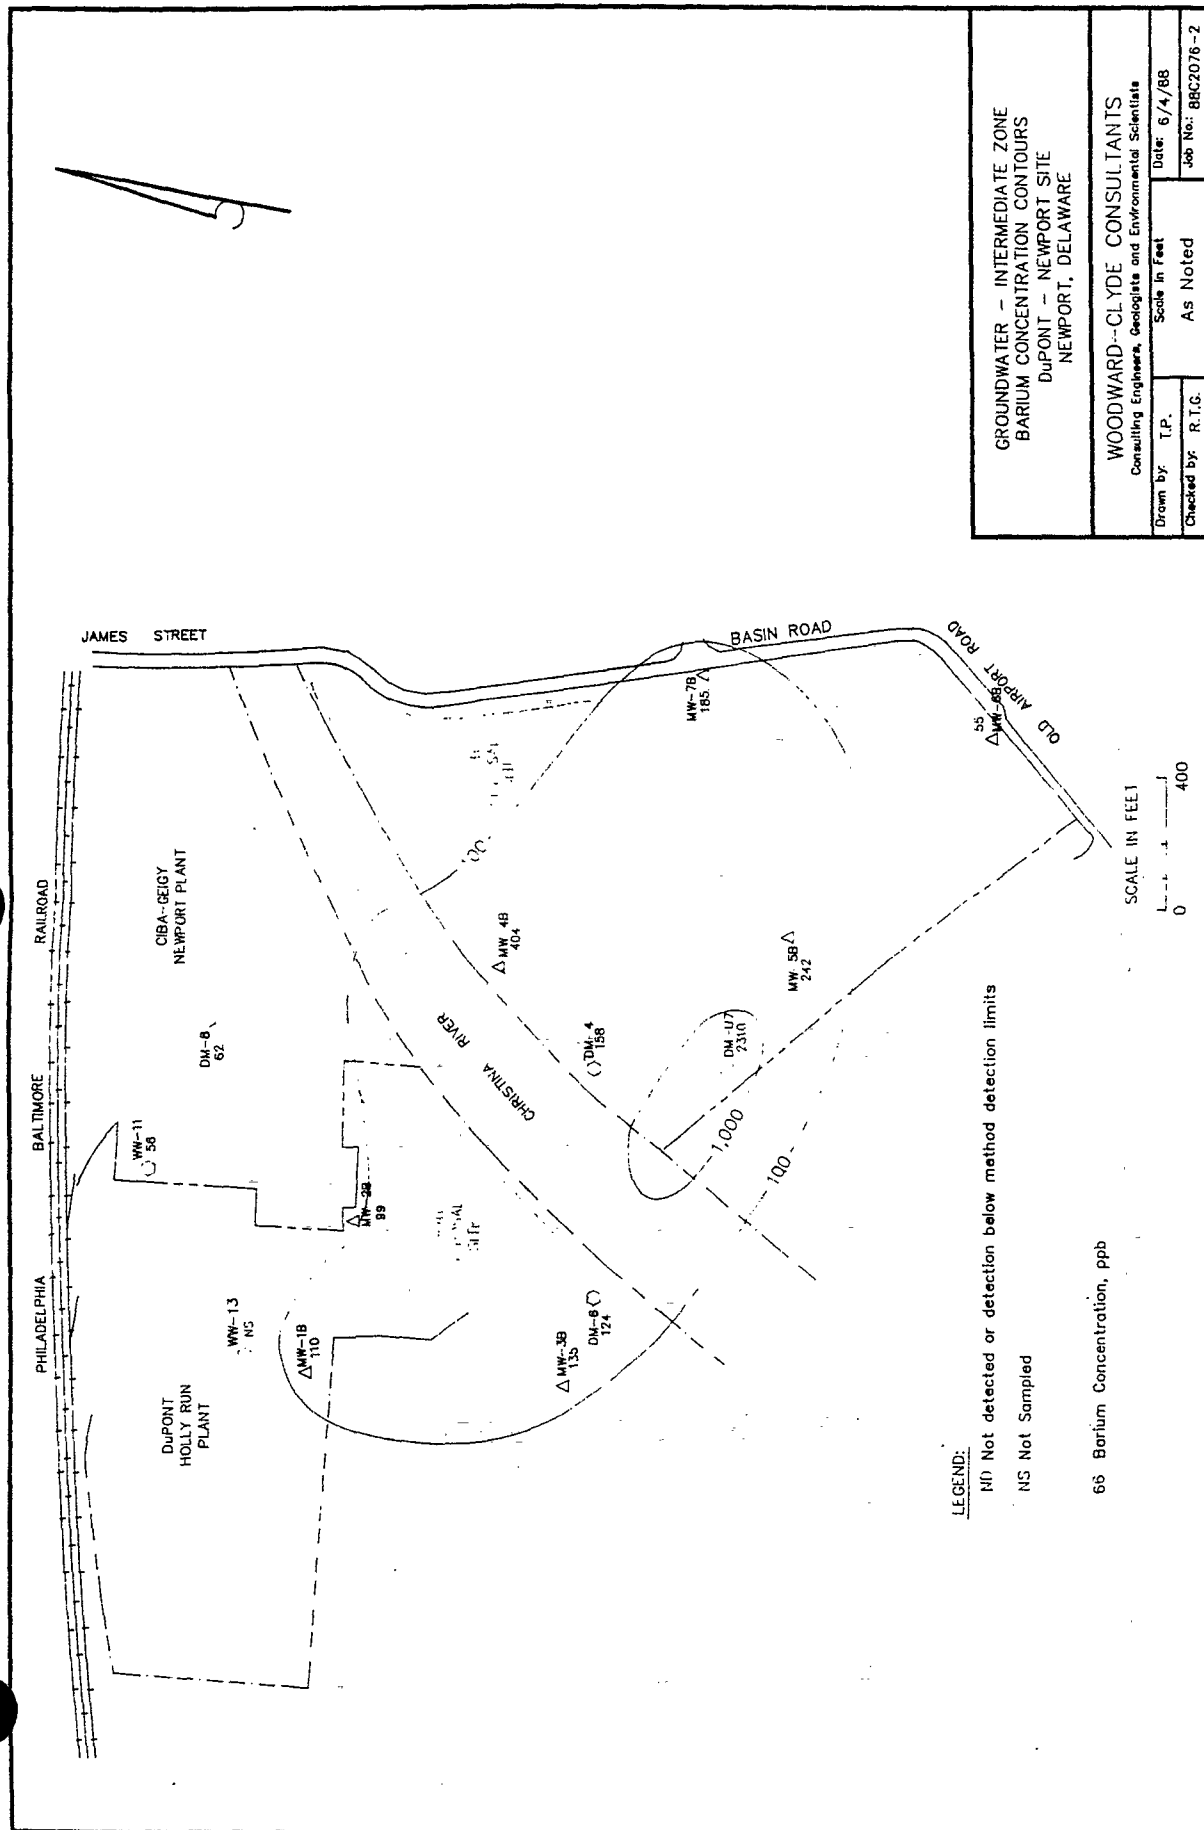 PHILADELPHIA
BALTIMORE
RAILROAD
JAMES STREET
CIBA-GEIGY
NEWPORT PLANT
DM-8
62
WW-11
56
WW-13
NS
DuPONT
HOLLY RUN
PLANT
MW-1B
110
MW-2B
99
MW-3B
135
DM-6
124
CHRISTINA
RIVER
MW 4B
404
DM-4
158
MW-7B
185
BASIN ROAD
OLD AIRPORT ROAD
55
MW-6B
MW-5B
242
DM-U7
2310
1,000
100
SCALE IN FEET
0 400
LEGEND:
ND Not detected or detection below method detection limits
NS Not Sampled
66 Barium Concentration, ppb
GROUNDWATER - INTERMEDIATE ZONE
BARIUM CONCENTRATION CONTOURS
DuPONT - NEWPORT SITE
NEWPORT, DELAWARE
WOODWARD-CLYDE CONSULTANTS
Consulting Engineers, Geologists and Environmental Scientists
Drawn by: T.P.
Scale in Feet
Date: 6/4/88
Checked by: R.T.G.
As Noted
Job No.: 88C2076-2